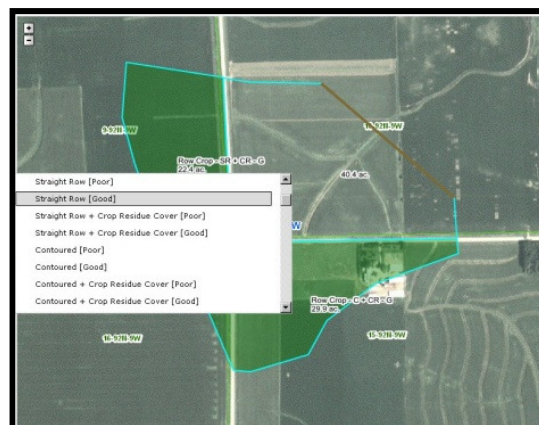 9-92N-9W
10-92N-9W
Row Crop - SR + CR - G
22.4 ac.
40.4 ac.
Straight Row [Poor]
Straight Row [Good]
Straight Row + Crop Residue Cover [Poor]
Straight Row + Crop Residue Cover [Good]
Contoured [Poor]
Contoured [Good]
Contoured + Crop Residue Cover [Poor]
Contoured + Crop Residue Cover [Good]
W
Row Crop - C + CR - G
29.9 ac.
16-92N-9W
15-92N-9W